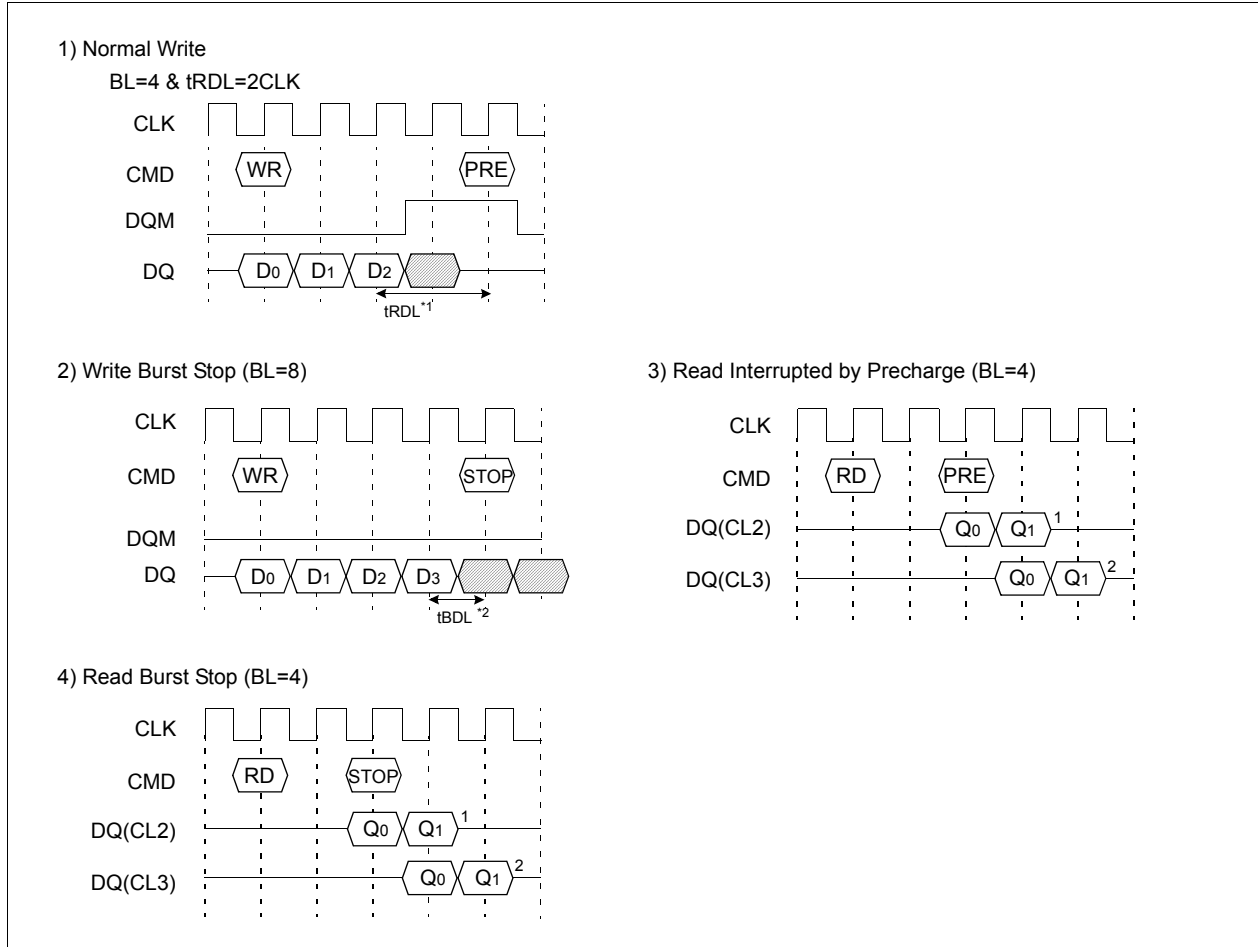 1) Normal Write
BL=4 & tRDL=2CLK
CLK
CMD WR PRE
DQM
DQ D0 D1 D2
tRDL*1
2) Write Burst Stop (BL=8)
CLK
CMD WR STOP
DQM
DQ D0 D1 D2 D3
tBDL *2
3) Read Interrupted by Precharge (BL=4)
CLK
CMD RD PRE
DQ(CL2) Q0 Q1 1
DQ(CL3) Q0 Q1 2
4) Read Burst Stop (BL=4)
CLK
CMD RD STOP
DQ(CL2) Q0 Q1 1
DQ(CL3) Q0 Q1 2